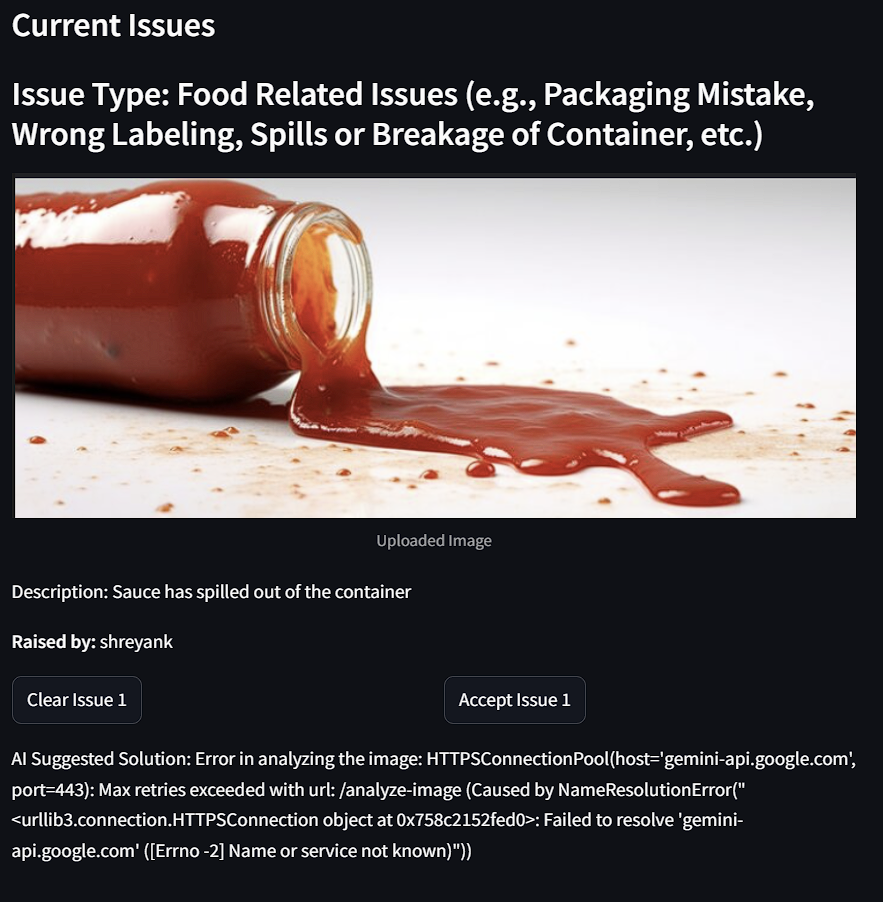 Current Issues
Issue Type: Food Related Issues (e.g., Packaging Mistake,
Wrong Labeling, Spills or Breakage of Container, etc.)
Uploaded Image
Description: Sauce has spilled out of the container
Raised by: shreyank
Clear Issue 1
Accept Issue 1
AI Suggested Solution: Error in analyzing the image: HTTPSConnectionPool(host='gemini-api.google.com',
port=443): Max retries exceeded with url: /analyze-image (Caused by NameResolutionError("
<urllib3.connection.HTTPSConnection object at 0x758c2152fed0>: Failed to resolve 'gemini-
api.google.com' ([Errno -2] Name or service not known)"))